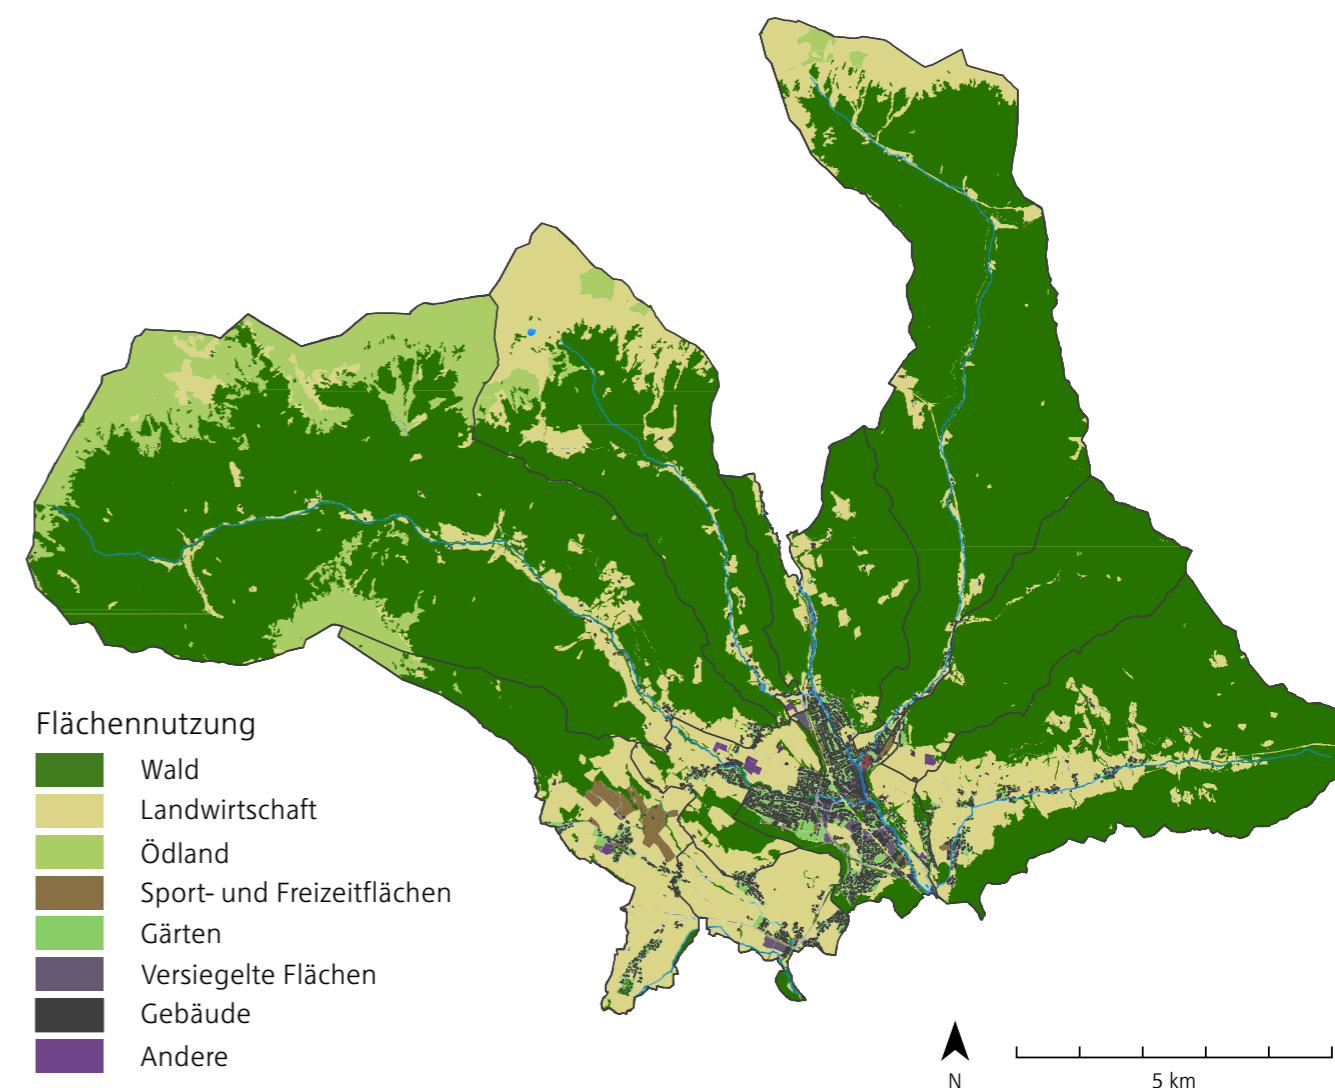 Flächennutzung
Wald
Landwirtschaft
Ödland
Sport- und Freizeitflächen
Gärten
Versiegelte Flächen
Gebäude
Andere
N
5 km